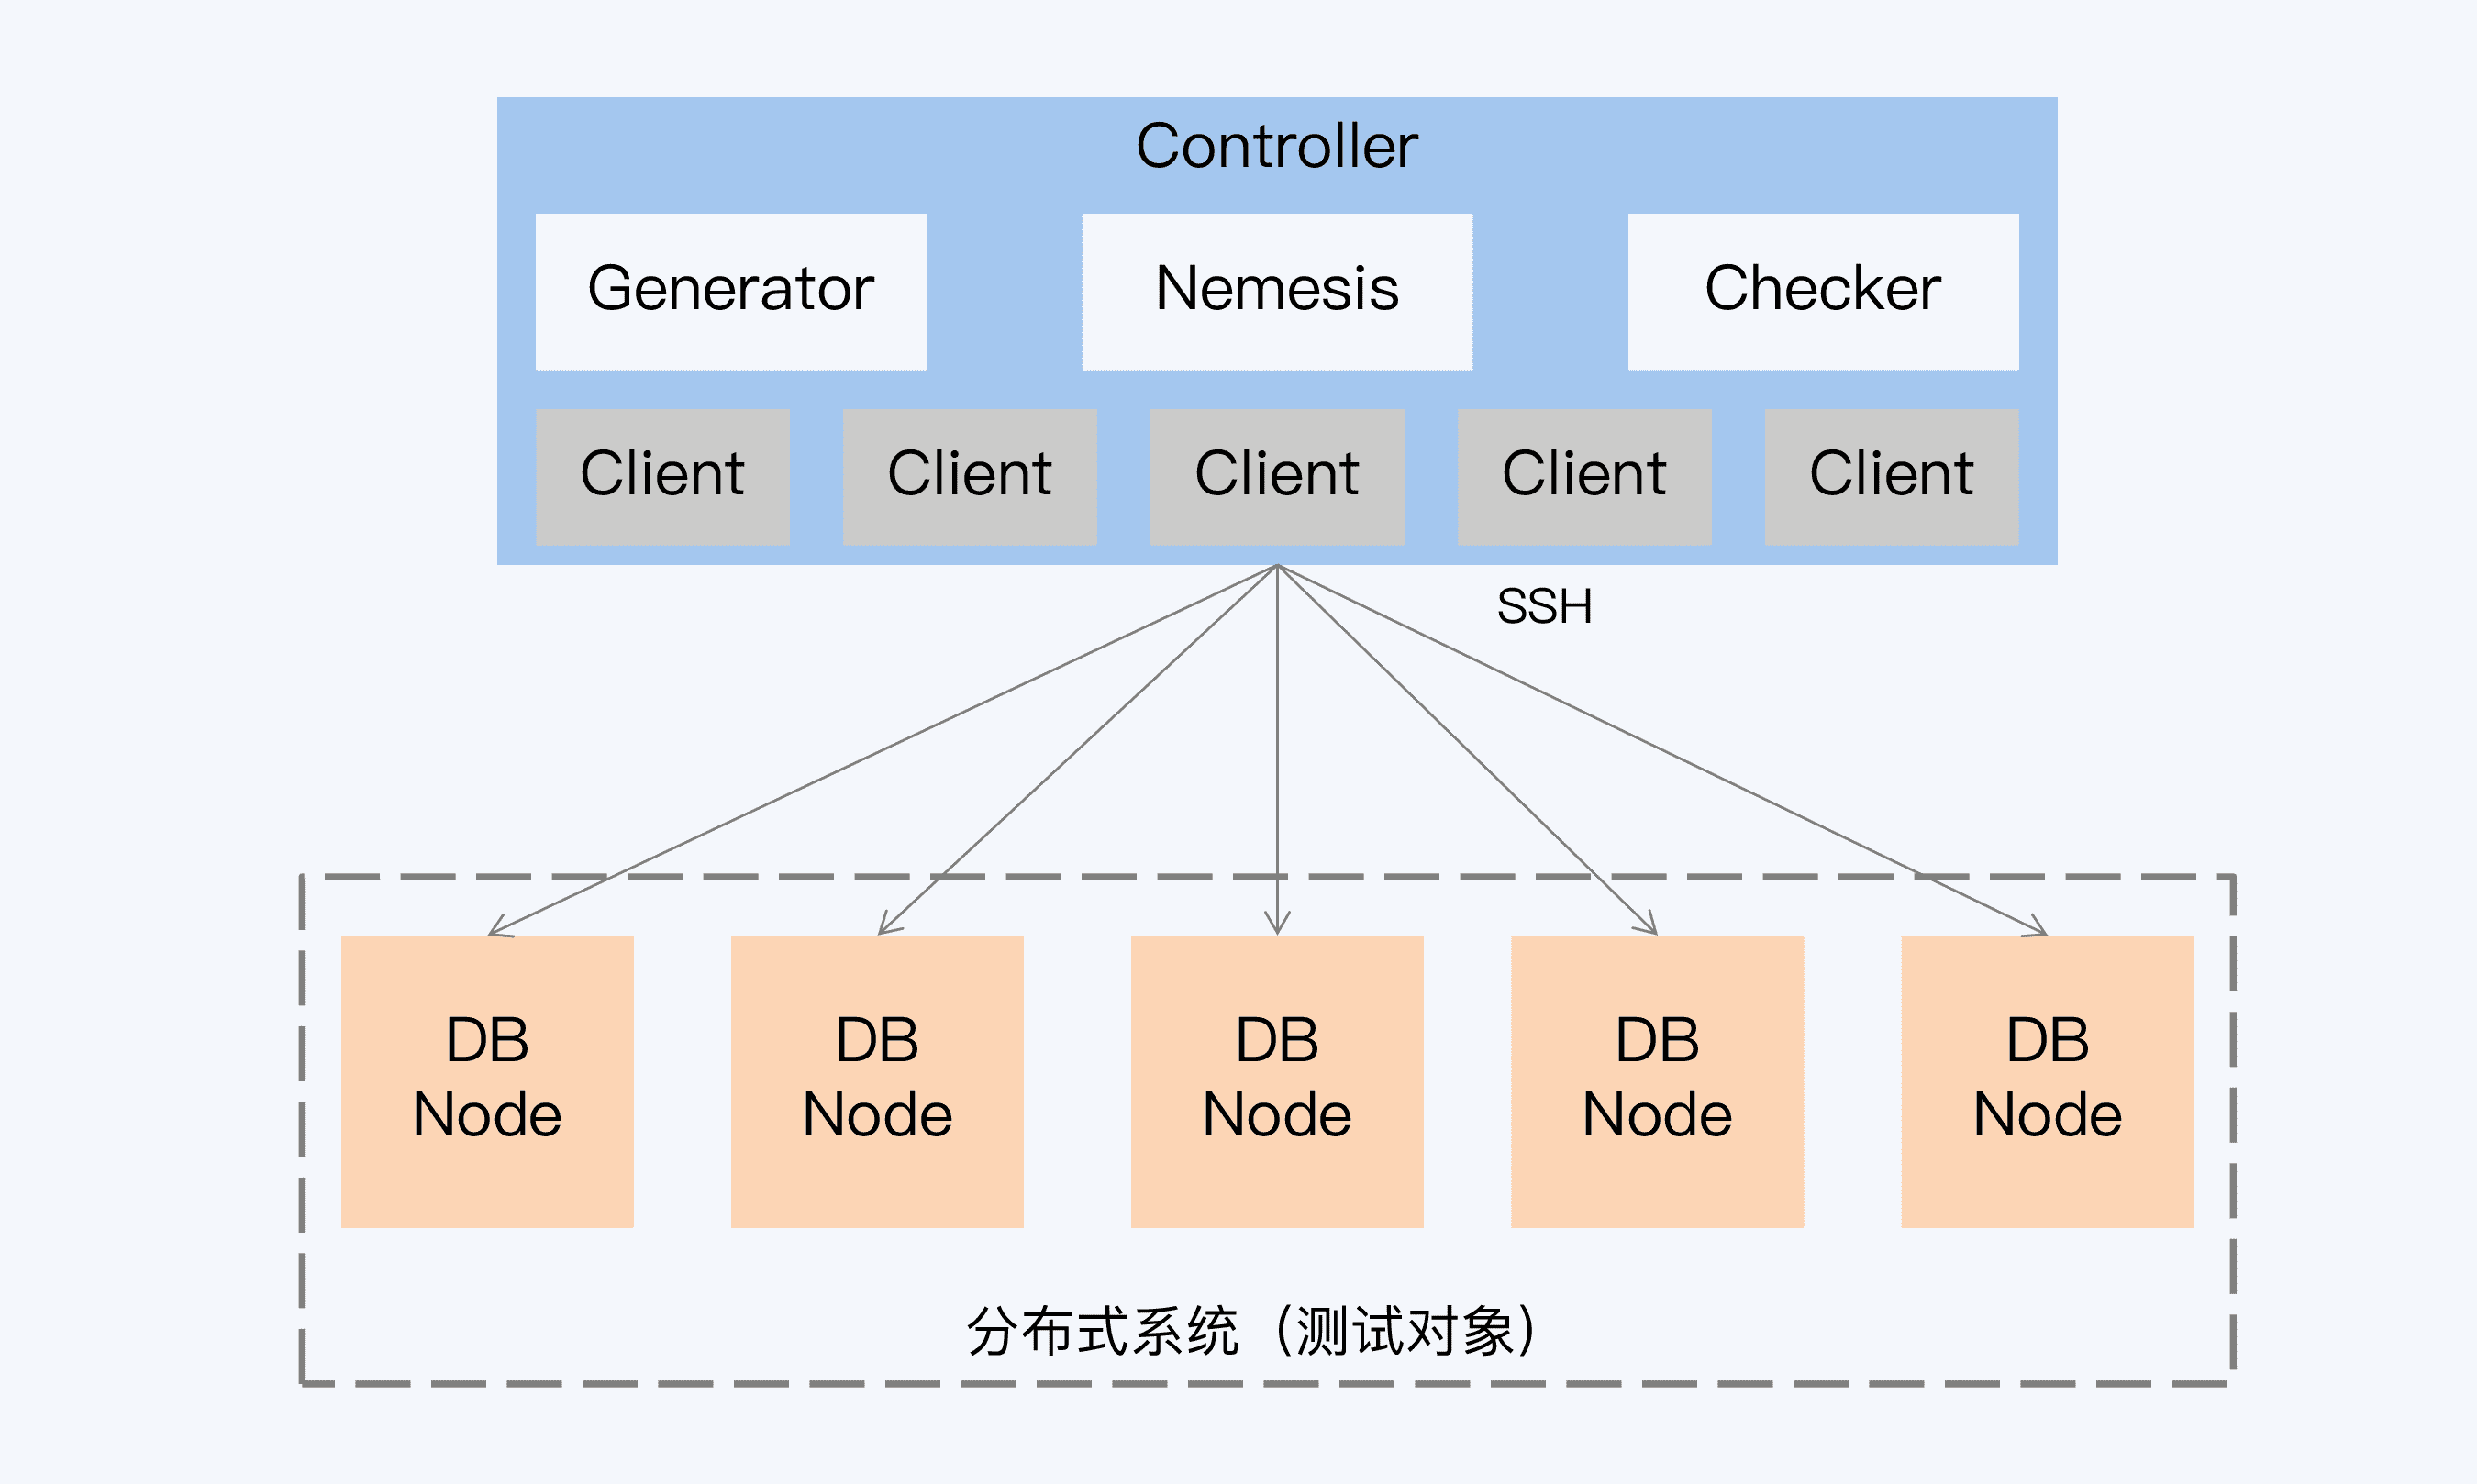 Controller
Generator
Nemesis
Checker
Client
Client
Client
Client
Client
SSH
DB
Node
DB
Node
DB
Node
DB
Node
DB
Node
分布式系统（测试对象）